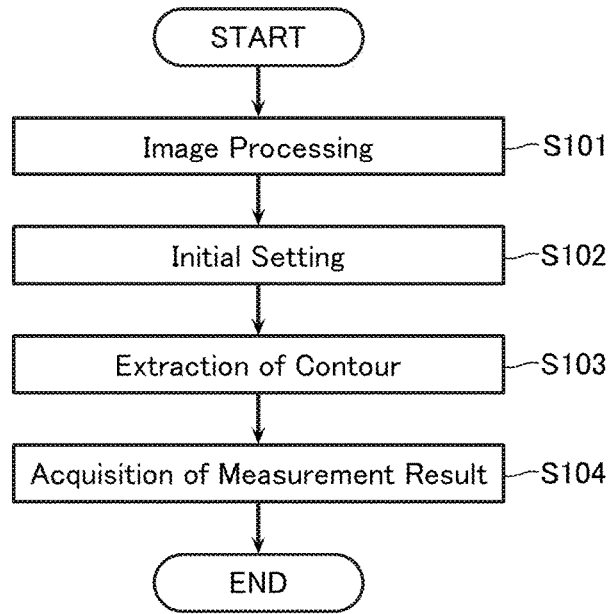 START
Image Processing S101
Initial Setting S102
Extraction of Contour S103
Acquisition of Measurement Result S104
END